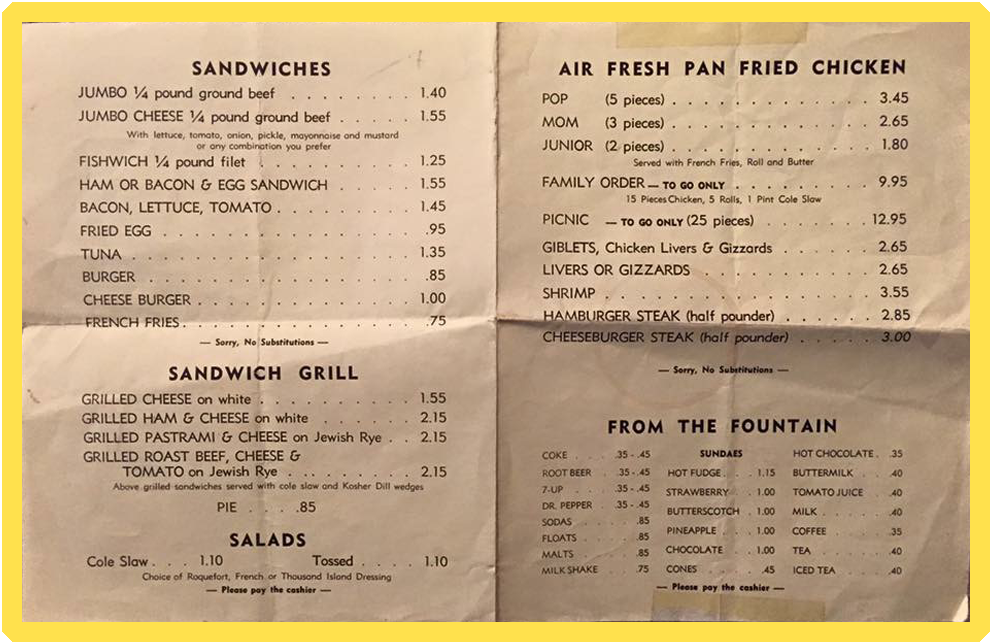 SANDWICHES
JUMBO ¼ pound ground beef . . . . . . . . 1.40
JUMBO CHEESE ¼ pound ground beef . . . . . 1.55
With lettuce, tomato, onion, pickle, mayonnaise and mustard
or any combination you prefer
FISHWICH ¼ pound filet . . . . . . . . . 1.25
HAM OR BACON & EGG SANDWICH . . . . . 1.55
BACON, LETTUCE, TOMATO . . . . . . . . 1.45
FRIED EGG . . . . . . . . . . . . . .95
TUNA . . . . . . . . . . . . . . . 1.35
BURGER . . . . . . . . . . . . . . .85
CHEESE BURGER . . . . . . . . . . . . 1.00
FRENCH FRIES . . . . . . . . . . . . . .75
— Sorry, No Substitutions —
SANDWICH GRILL
GRILLED CHEESE on white . . . . . . . . . 1.55
GRILLED HAM & CHEESE on white . . . . . . 2.15
GRILLED PASTRAMI & CHEESE on Jewish Rye . . 2.15
GRILLED ROAST BEEF, CHEESE &
TOMATO on Jewish Rye . . . . . . . . 2.15
Above grilled sandwiches served with cole slaw and Kosher Dill wedges
PIE . . . . .85
SALADS
Cole Slaw . . . 1.10 Tossed . . . . 1.10
Choice of Roquefort, French or Thousand Island Dressing
— Please pay the cashier —
AIR FRESH PAN FRIED CHICKEN
POP (5 pieces) . . . . . . . . . . . . . 3.45
MOM (3 pieces) . . . . . . . . . . . . . 2.65
JUNIOR (2 pieces) . . . . . . . . . . . . . 1.80
Served with French Fries, Roll and Butter
FAMILY ORDER — TO GO ONLY . . . . . . . . . 9.95
15 Pieces Chicken, 5 Rolls, 1 Pint Cole Slaw
PICNIC — TO GO ONLY (25 pieces) . . . . . . . 12.95
GIBLETS, Chicken Livers & Gizzards . . . . . . 2.65
LIVERS OR GIZZARDS . . . . . . . . . . . 2.65
SHRIMP . . . . . . . . . . . . . . . . 3.55
HAMBURGER STEAK (half pounder) . . . . . . 2.85
CHEESEBURGER STEAK (half pounder) . . . . . 3.00
— Sorry, No Substitutions —
FROM THE FOUNTAIN
COKE . . . .35-.45
ROOT BEER . .35-.45
7-UP . . . .35-.45
DR. PEPPER . .35-.45
SODAS . . . . .85
FLOATS . . . . .85
MALTS . . . . .85
MILK SHAKE . . .75
SUNDAES
HOT FUDGE . . . 1.15
STRAWBERRY . . 1.00
BUTTERSCOTCH . 1.00
PINEAPPLE . . . 1.00
CHOCOLATE . . 1.00
CONES . . . . .45
HOT CHOCOLATE . .35
BUTTERMILK . . . .40
TOMATO JUICE . . .40
MILK . . . . . .40
COFFEE . . . . .35
TEA . . . . . .40
ICED TEA . . . . .40
— Please pay the cashier —